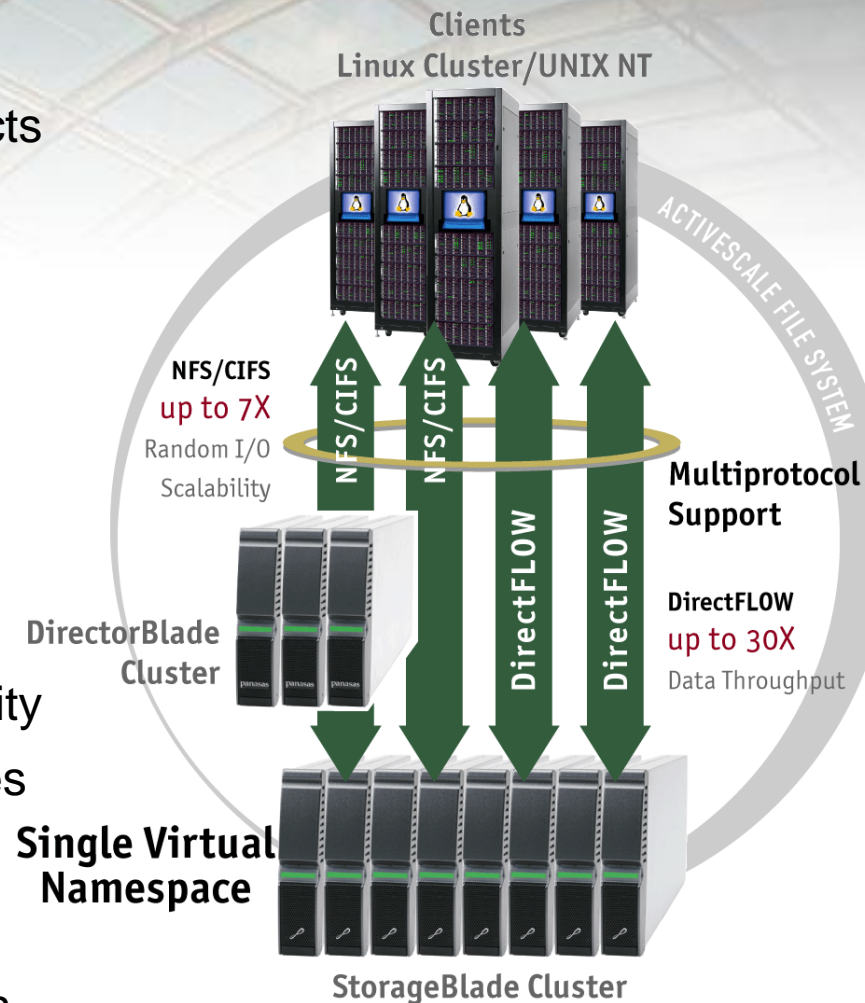 Clients
Linux Cluster/UNIX NT
cts
ACTIVESCALE FILE SYSTEM
NFS/CIFS
up to 7X
Random I/O
Scalability
NFS/CIFS
NFS/CIFS
DirectFLOW
DirectFLOW
Multiprotocol
Support
DirectFLOW
up to 30X
Data Throughput
DirectorBlade
Cluster
panasas
panasas
panasas
ity
es
Single Virtual
Namespace
StorageBlade Cluster